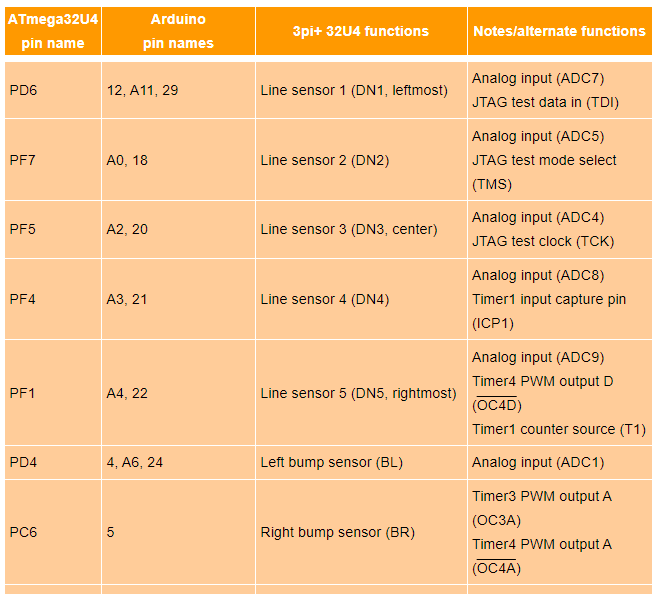 ATmega32U4
pin name
Arduino
pin names
3pi+ 32U4 functions
Notes/alternate functions
PD6
12, A11, 29
Line sensor 1 (DN1, leftmost)
Analog input (ADC7)
JTAG test data in (TDI)
PF7
A0, 18
Line sensor 2 (DN2)
Analog input (ADC5)
JTAG test mode select
(TMS)
PF5
A2, 20
Line sensor 3 (DN3, center)
Analog input (ADC4)
JTAG test clock (TCK)
PF4
A3, 21
Line sensor 4 (DN4)
Analog input (ADC8)
Timer1 input capture pin
(ICP1)
PF1
A4, 22
Line sensor 5 (DN5, rightmost)
Analog input (ADC9)
Timer4 PWM output D
(OC4D)
Timer1 counter source (T1)
PD4
4, A6, 24
Left bump sensor (BL)
Analog input (ADC1)
PC6
5
Right bump sensor (BR)
Timer3 PWM output A
(OC3A)
Timer4 PWM output A
(OC4A)